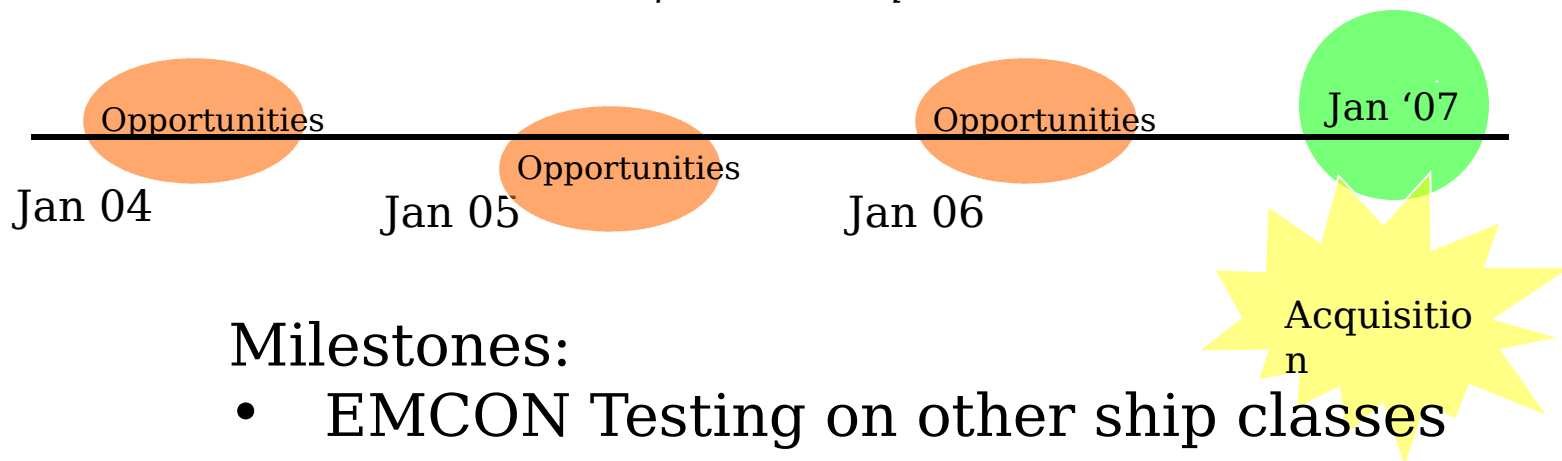 Opportunities
Opportunities
Opportunities
Jan ‘07
Jan 04
Jan 05
Jan 06
Acquisitio
n
Milestones:
• EMCON Testing on other ship classes